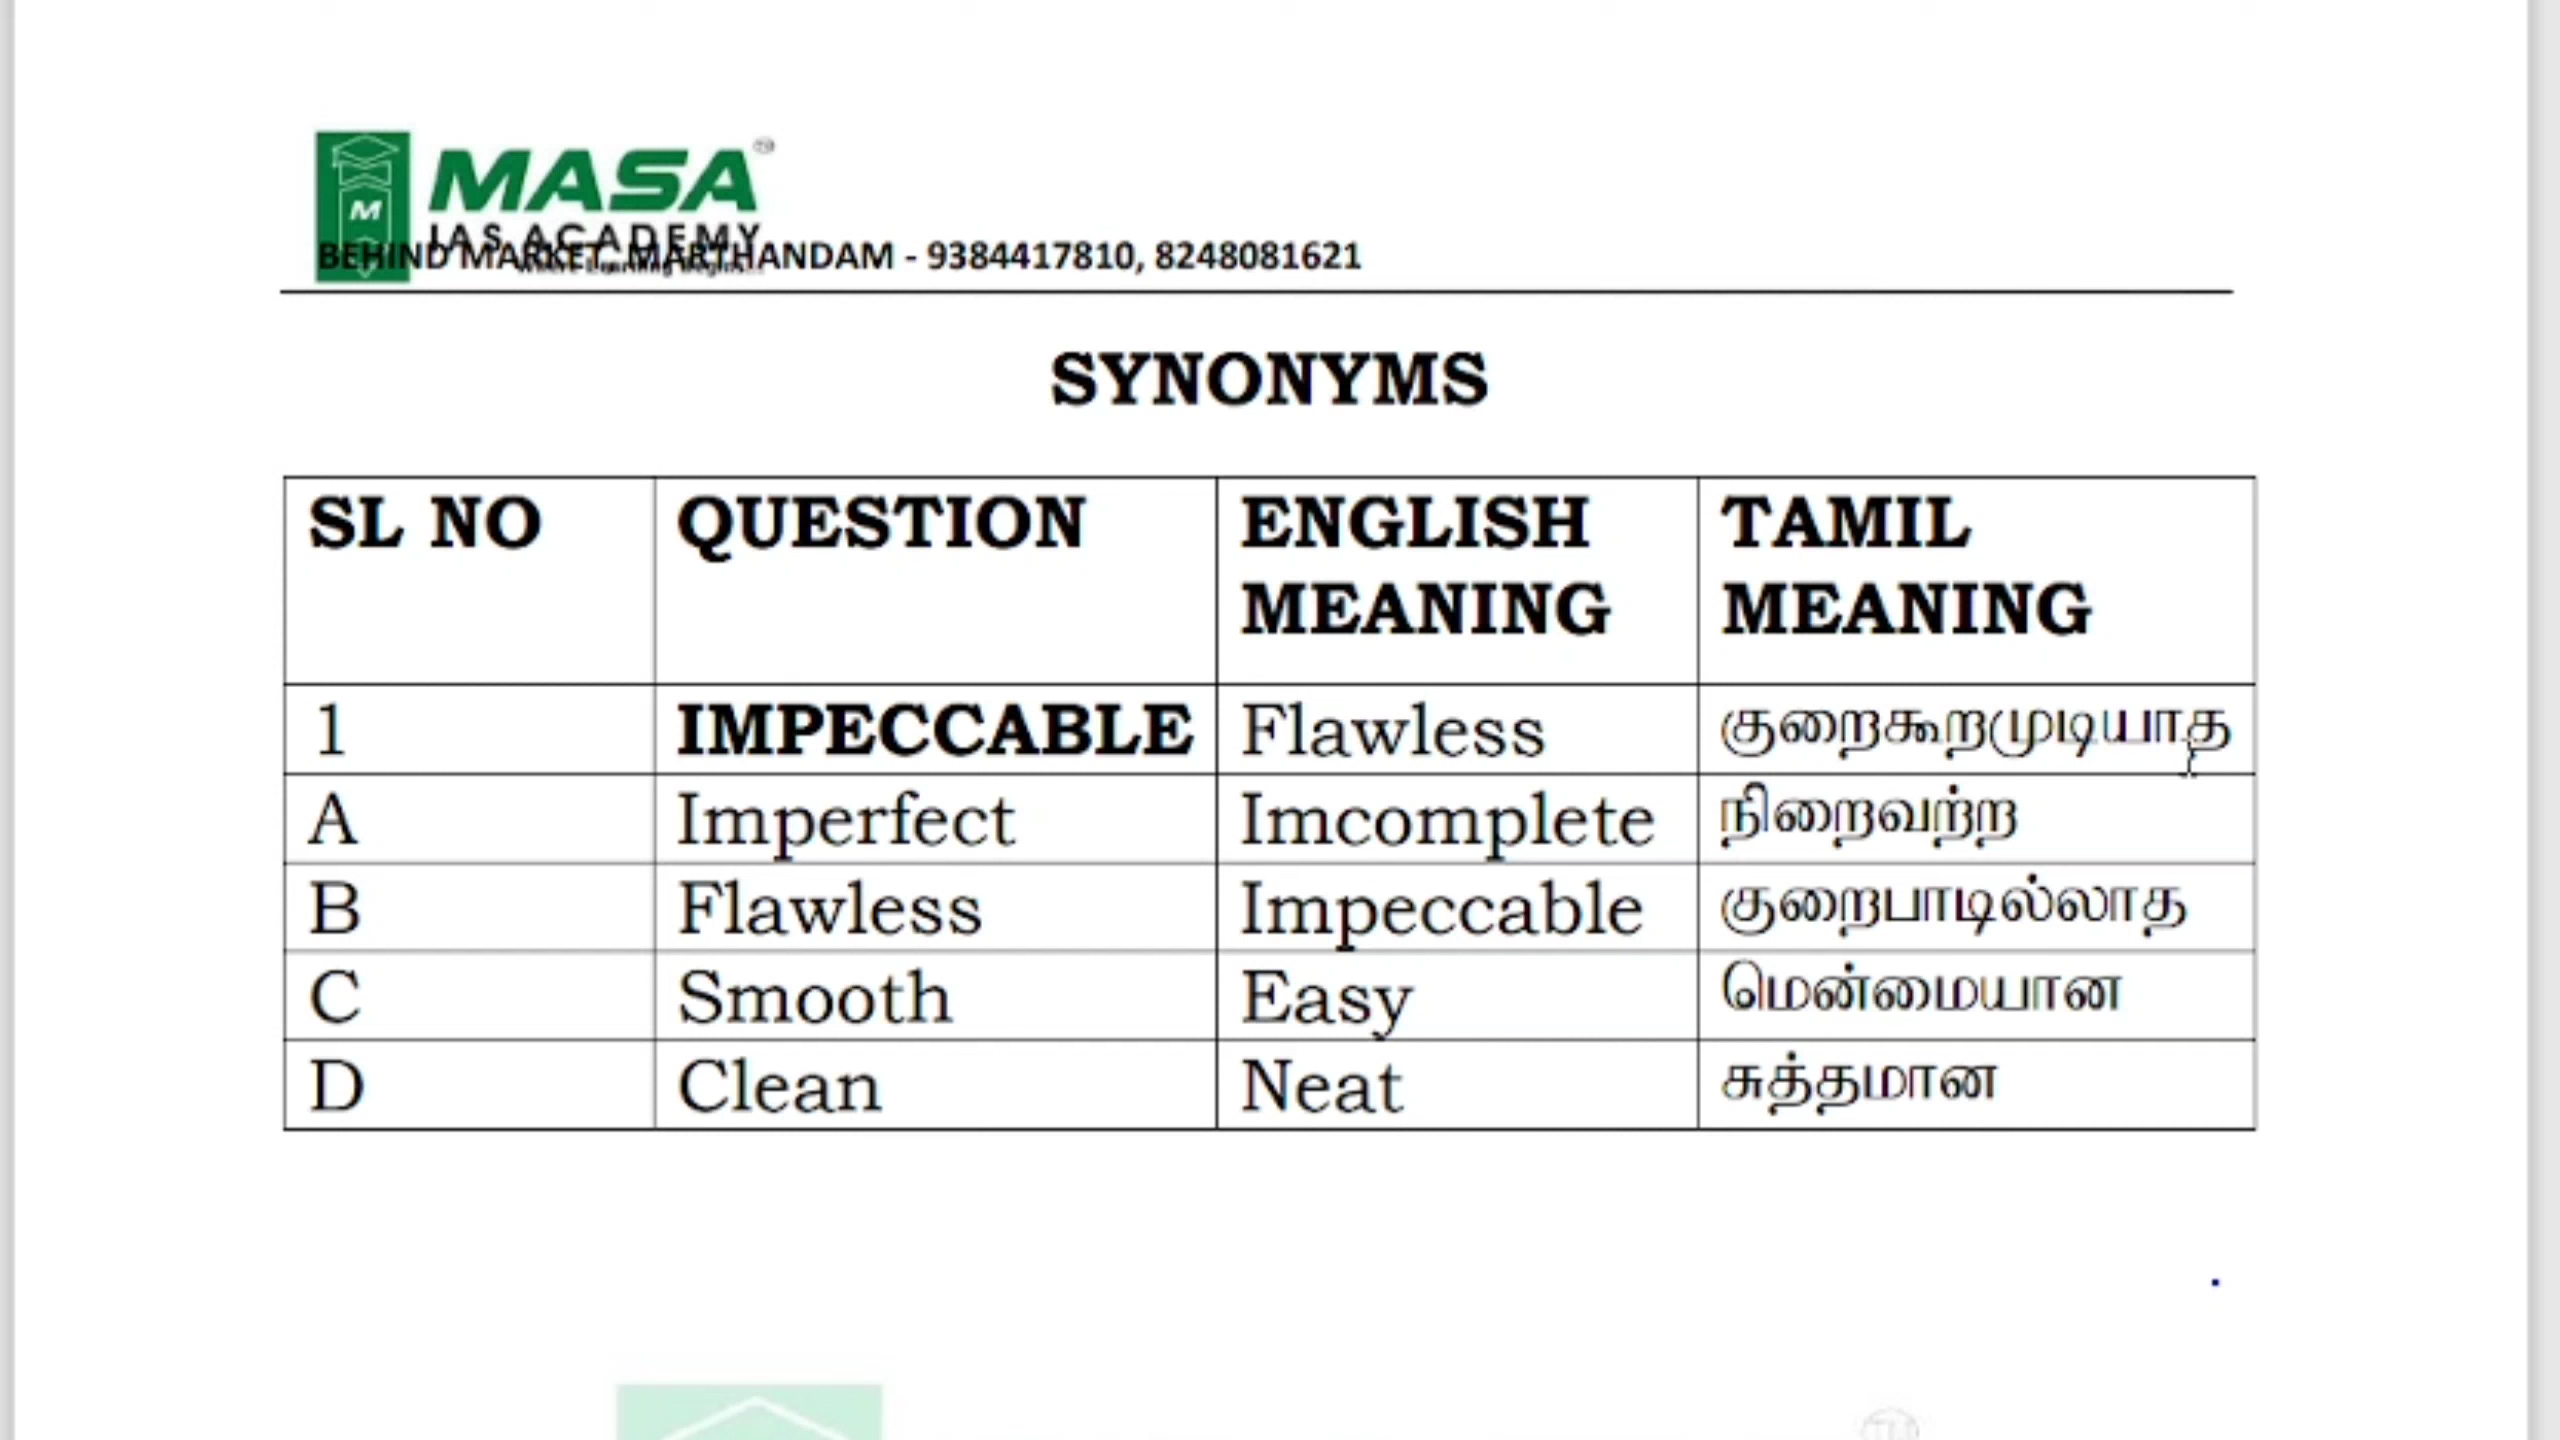 MASA
IAS ACADEMY
BEHIND MARKET, MARTHANDAM - 9384417810, 8248081621
SYNONYMS
SL NO QUESTION ENGLISH MEANING TAMIL MEANING
1 IMPECCABLE Flawless குறைகூறமுடியாத
A Imperfect Imcomplete நிறைவற்ற
B Flawless Impeccable குறைபாடில்லாத
C Smooth Easy மென்மையான
D Clean Neat சுத்தமான